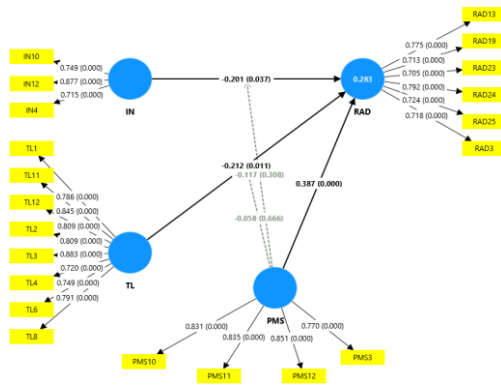 IN10
IN12
IN4
0.749 (0.000)
0.877 (0.000)
0.715 (0.000)
IN
-0.201 (0.037)
0.283
RAD
0.775 (0.000)
0.713 (0.000)
0.705 (0.000)
0.792 (0.000)
0.724 (0.000)
0.718 (0.000)
RAD13
RAD19
RAD23
RAD24
RAD25
RAD3
-0.212 (0.011)
-0.117 (0.308)
0.387 (0.000)
-0.058 (0.666)
TL1
TL11
TL12
TL2
TL3
TL4
TL6
TL8
0.786 (0.000)
0.845 (0.000)
0.809 (0.000)
0.809 (0.000)
0.883 (0.000)
0.720 (0.000)
0.749 (0.000)
0.791 (0.000)
TL
PMS
0.831 (0.000)
0.835 (0.000)
0.851 (0.000)
0.770 (0.000)
PMS10
PMS11
PMS12
PMS3